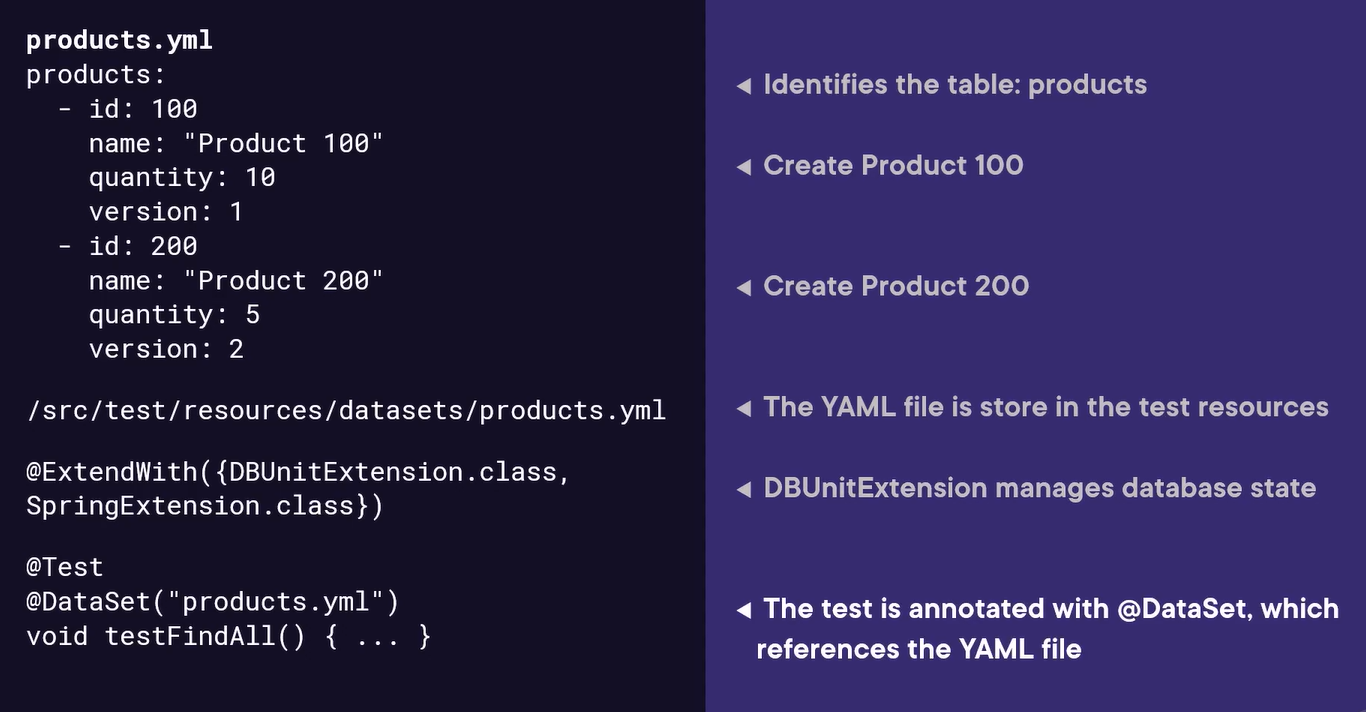 products.yml
products:
  - id: 100
    name: "Product 100"
    quantity: 10
    version: 1
  - id: 200
    name: "Product 200"
    quantity: 5
    version: 2
/src/test/resources/datasets/products.yml
@ExtendWith({DBUnitExtension.class,
SpringExtension.class})
@Test
@DataSet("products.yml")
void testFindAll() { ... }
◀ Identifies the table: products
◀ Create Product 100
◀ Create Product 200
◀ The YAML file is store in the test resources
◀ DBUnitExtension manages database state
◀ The test is annotated with @DataSet, which
references the YAML file